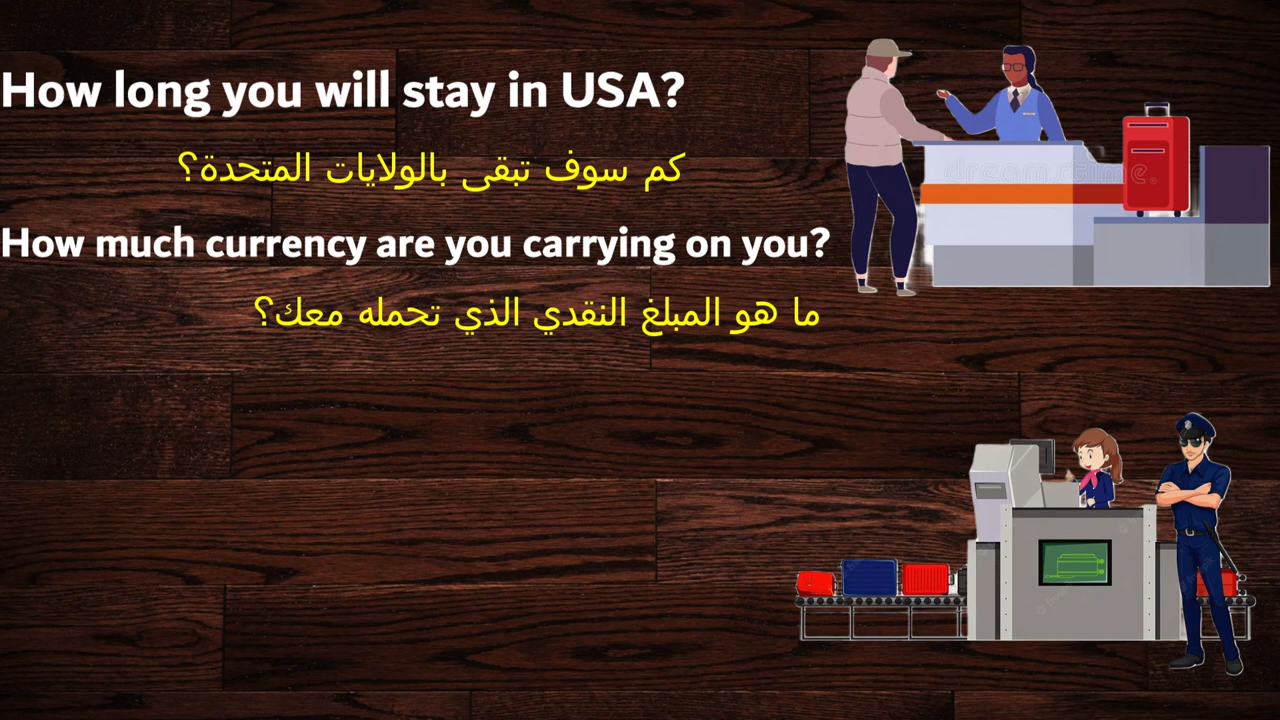 How long you will stay in USA?
كم سوف تبقى بالولايات المتحدة؟
How much currency are you carrying on you?
ما هو المبلغ النقدي الذي تحمله معك؟